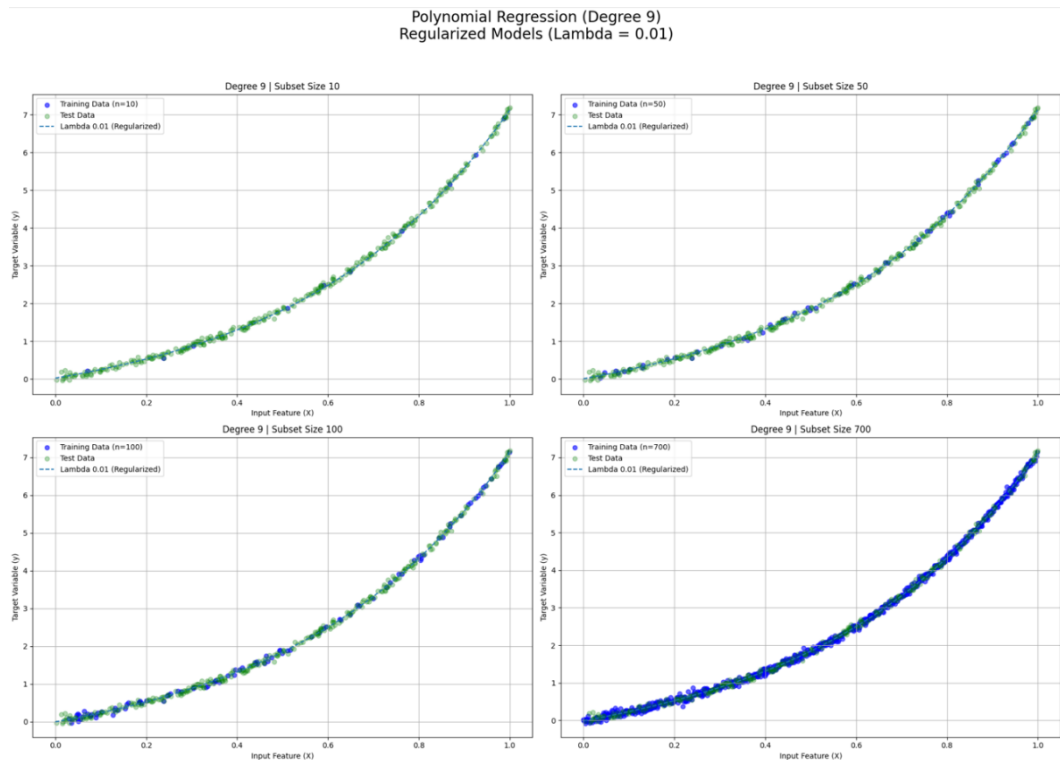 Polynomial Regression (Degree 9)
Regularized Models (Lambda = 0.01)
Degree 9 | Subset Size 10
Training Data (n=10)
Test Data
Lambda 0.01 (Regularized)
Target Variable (y)
7
6
5
4
3
2
1
0
0.0 0.2 0.4 0.6 0.8 1.0
Input Feature (X)
Degree 9 | Subset Size 50
Training Data (n=50)
Test Data
Lambda 0.01 (Regularized)
Target Variable (y)
7
6
5
4
3
2
1
0
0.0 0.2 0.4 0.6 0.8 1.0
Input Feature (X)
Degree 9 | Subset Size 100
Training Data (n=100)
Test Data
Lambda 0.01 (Regularized)
Target Variable (y)
7
6
5
4
3
2
1
0
0.0 0.2 0.4 0.6 0.8 1.0
Input Feature (X)
Degree 9 | Subset Size 700
Training Data (n=700)
Test Data
Lambda 0.01 (Regularized)
Target Variable (y)
7
6
5
4
3
2
1
0
0.0 0.2 0.4 0.6 0.8 1.0
Input Feature (X)